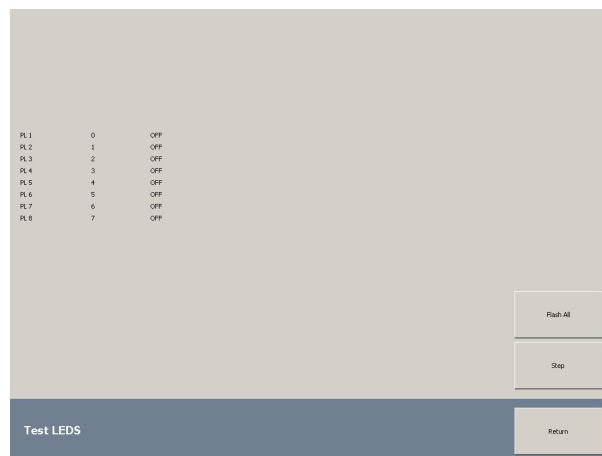 PL 1 0 OFF
PL 2 1 OFF
PL 3 2 OFF
PL 4 3 OFF
PL 5 4 OFF
PL 6 5 OFF
PL 7 6 OFF
PL 8 7 OFF
Flash All
Step
Test LEDS
Return